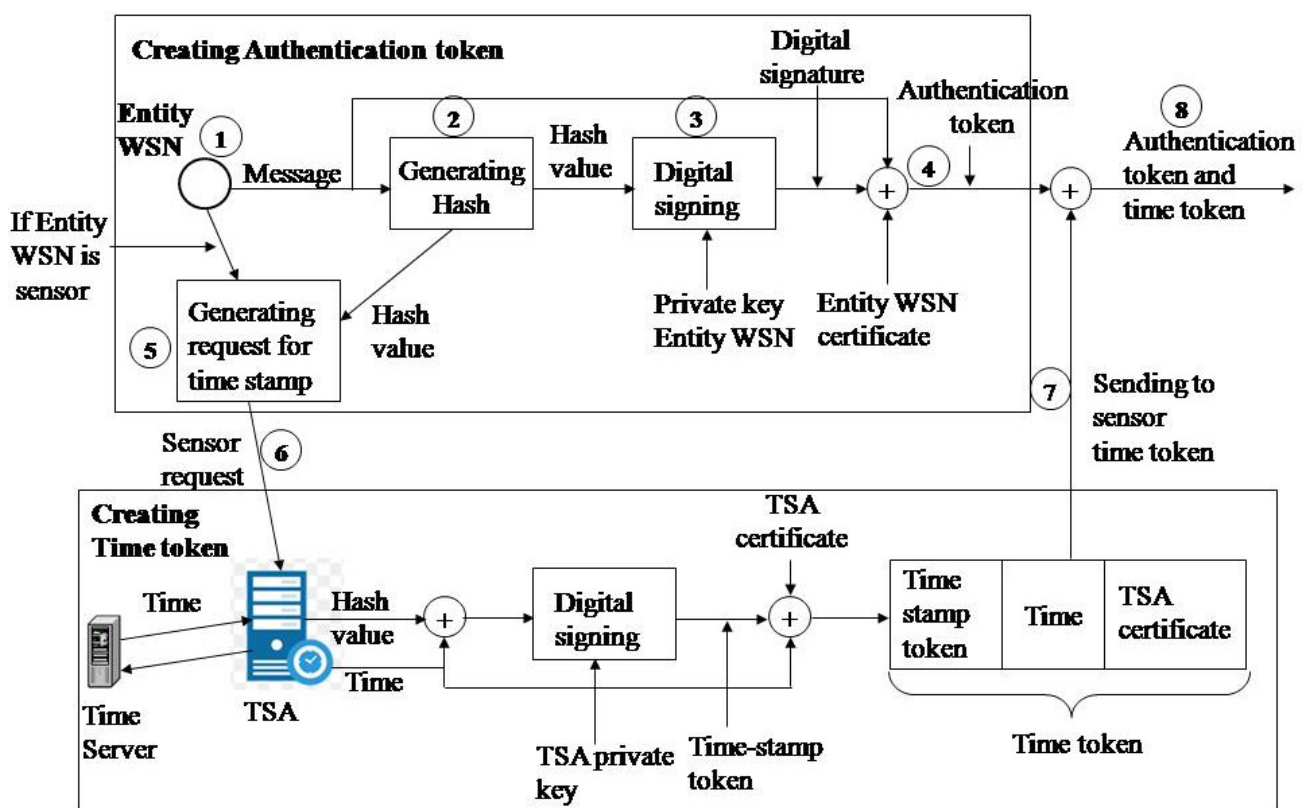 Creating Authentication token
Digital
signature
Authentication
token
8
Authentication
token and
time token
Entity
WSN
1
2
3
4
Message
Generating
Hash
Hash
value
Digital
signing
+
+
If Entity
WSN is
sensor
5
Generating
request for
time stamp
Hash
value
Private key
Entity WSN
Entity WSN
certificate
7
Sending to
sensor
time token
Sensor
request
6
Creating
Time token
TSA
certificate
Time
Hash
value
Time
+
Digital
signing
+
Time
stamp
token
Time
TSA
certificate
Time
Server
TSA
TSA private
key
Time-stamp
token
Time token